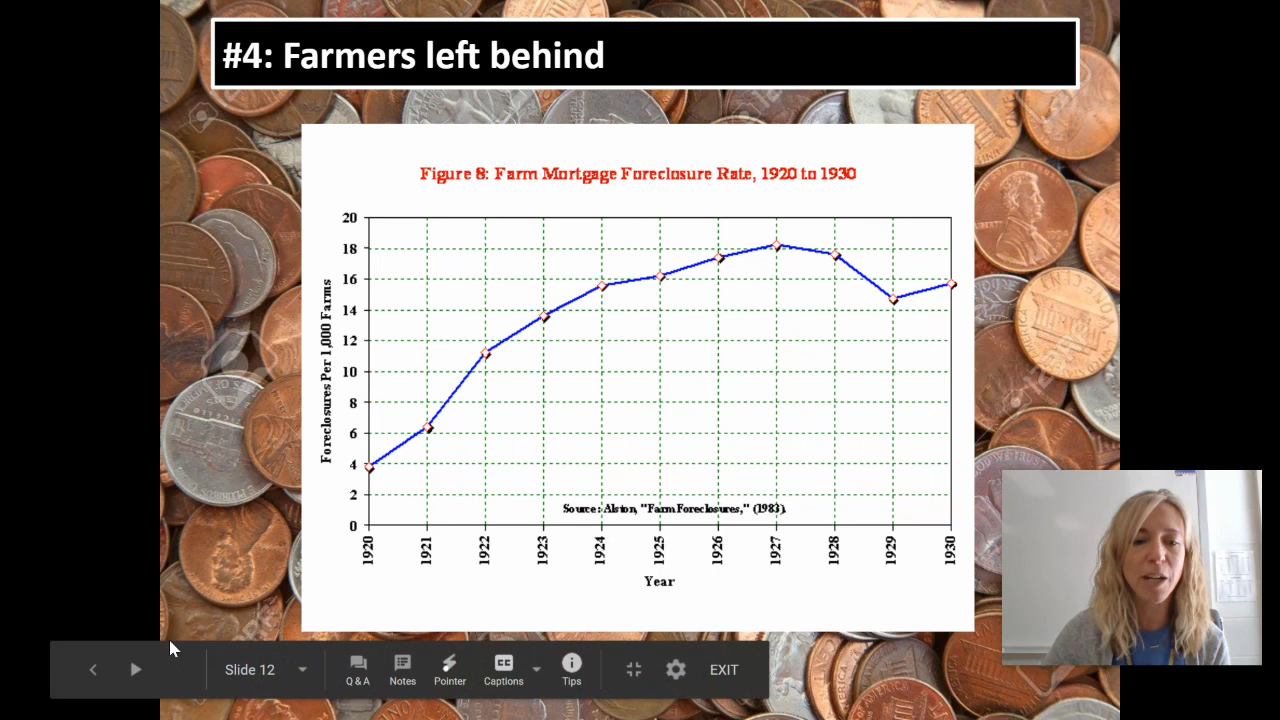 #4: Farmers left behind
Figure 8: Farm Mortgage Foreclosure Rate, 1920 to 1930
20
18
16
14
12
10
8
6
4
2
0
Foreclosures Per 1,000 Farms
Source: Alston, "Farm Foreclosures," (1983).
1920
1921
1922
1923
1924
1925
1926
1927
1928
1929
1930
Year
Slide 12
Q & A
Notes
Pointer
CC
Captions
Tips
EXIT